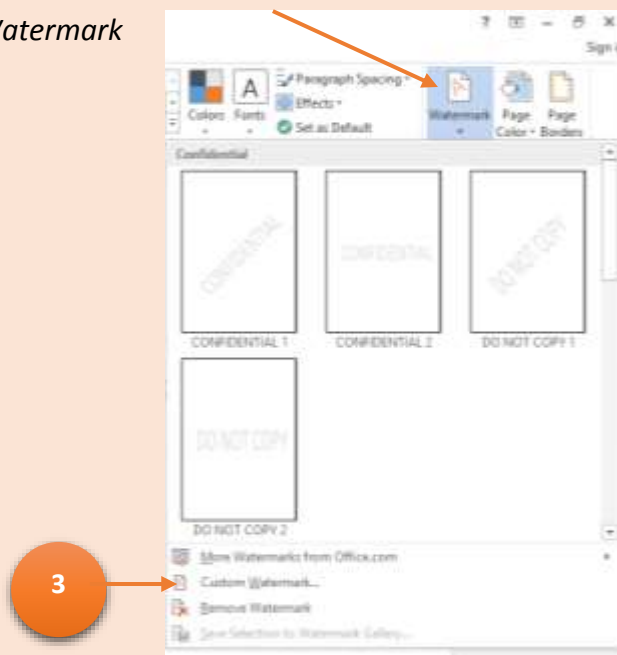 Watermark
? 
Sign i
Paragraph Spacing
A Effects
Colors Fonts Set as Default Watermark Page Color Page Borders
Confidential
CONFIDENTIAL CONFIDENTIAL DO NOT COPY
CONFIDENTIAL 1 CONFIDENTIAL 2 DO NOT COPY 1
DO NOT COPY
DO NOT COPY 2
More Watermarks from Office.com
3 Custom Watermark...
Remove Watermark
Save Selection to Watermark Gallery...